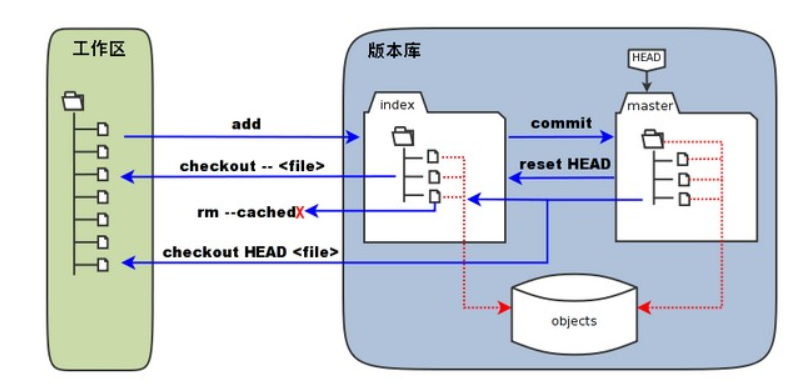 工作区
版本库
HEAD
index
master
add
commit
checkout -- <file>
reset HEAD
rm --cachedX
checkout HEAD <file>
objects